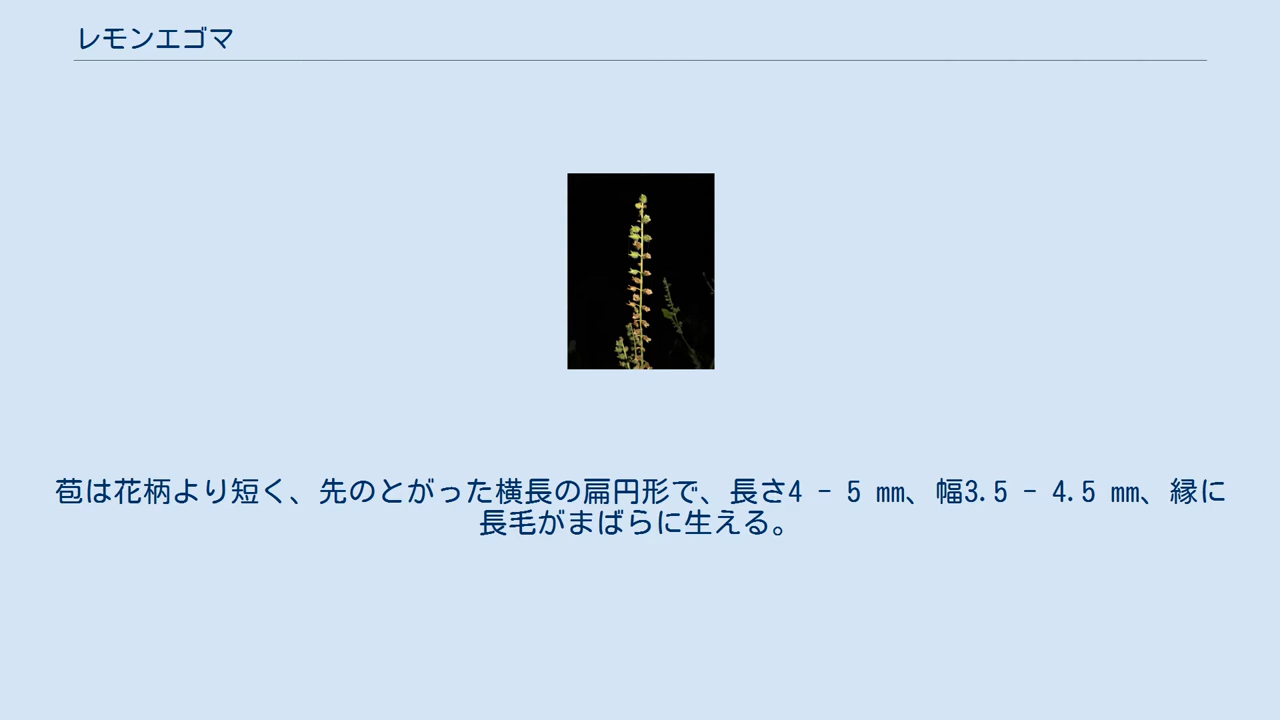 レモンエゴマ
苞は花柄より短く、先のとがった横長の扁円形で、長さ4 - 5 mm、幅3.5 - 4.5 mm、縁に
長毛がまばらに生える。